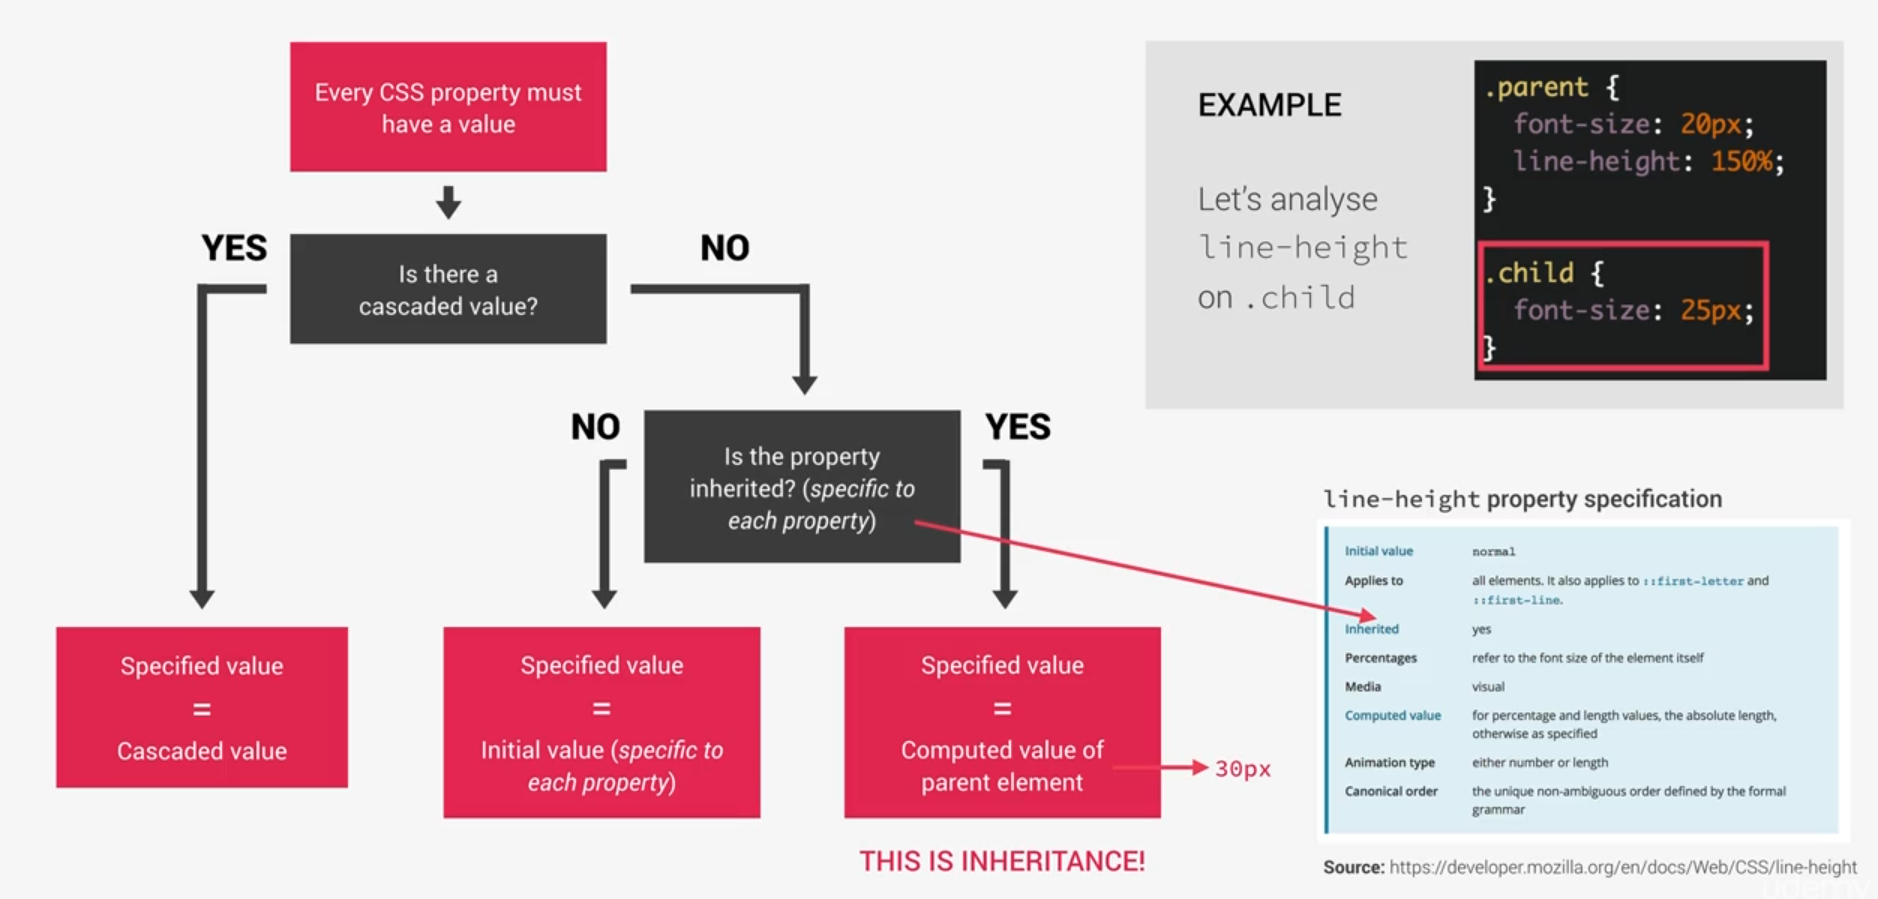 Every CSS property must
have a value
YES
Is there a
cascaded value?
NO
NO
Is the property
inherited? (specific to
each property)
YES
Specified value
=
Cascaded value
Specified value
=
Initial value (specific to
each property)
Specified value
=
Computed value of
parent element
30px
THIS IS INHERITANCE!
EXAMPLE
Let's analyse
line-height
on .child
.parent {
font-size: 20px;
line-height: 150%;
}
.child {
font-size: 25px;
}
line-height property specification
Initial value normal
Applies to all elements. It also applies to ::first-letter and
::first-line.
Inherited yes
Percentages refer to the font size of the element itself
Media visual
Computed value for percentage and length values, the absolute length,
otherwise as specified
Animation type either number or length
Canonical order the unique non-ambiguous order defined by the formal
grammar
Source: https://developer.mozilla.org/en/docs/Web/CSS/line-height
udemy